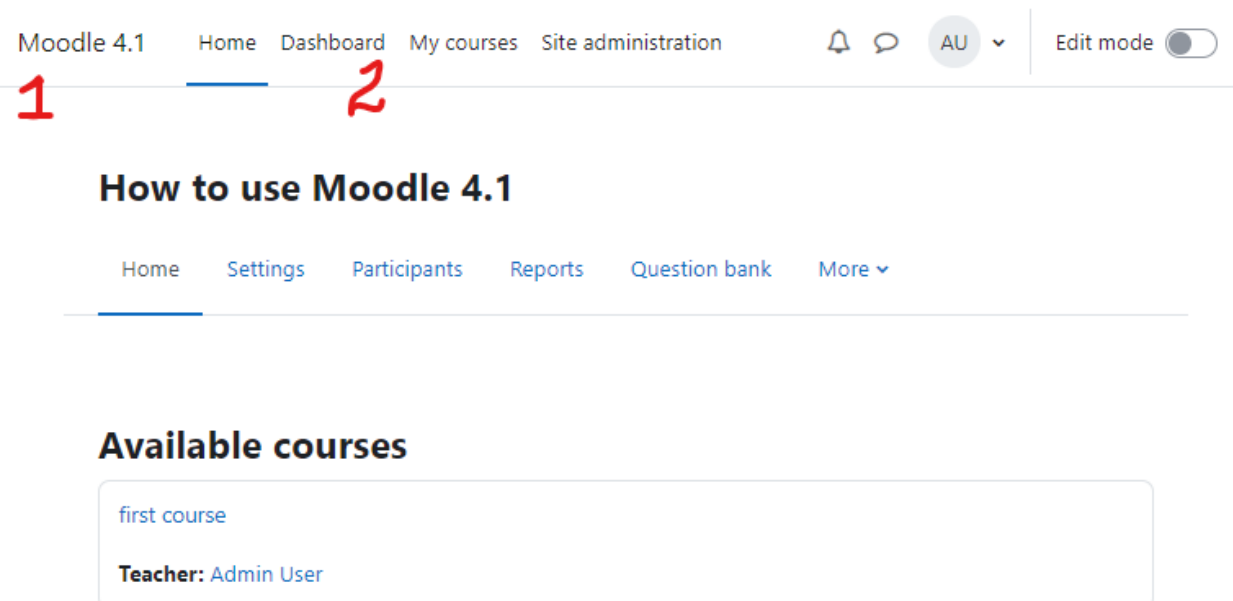 Moodle 4.1 Home Dashboard My courses Site administration AU Edit mode
1 2
How to use Moodle 4.1
Home Settings Participants Reports Question bank More
Available courses
first course
Teacher: Admin User